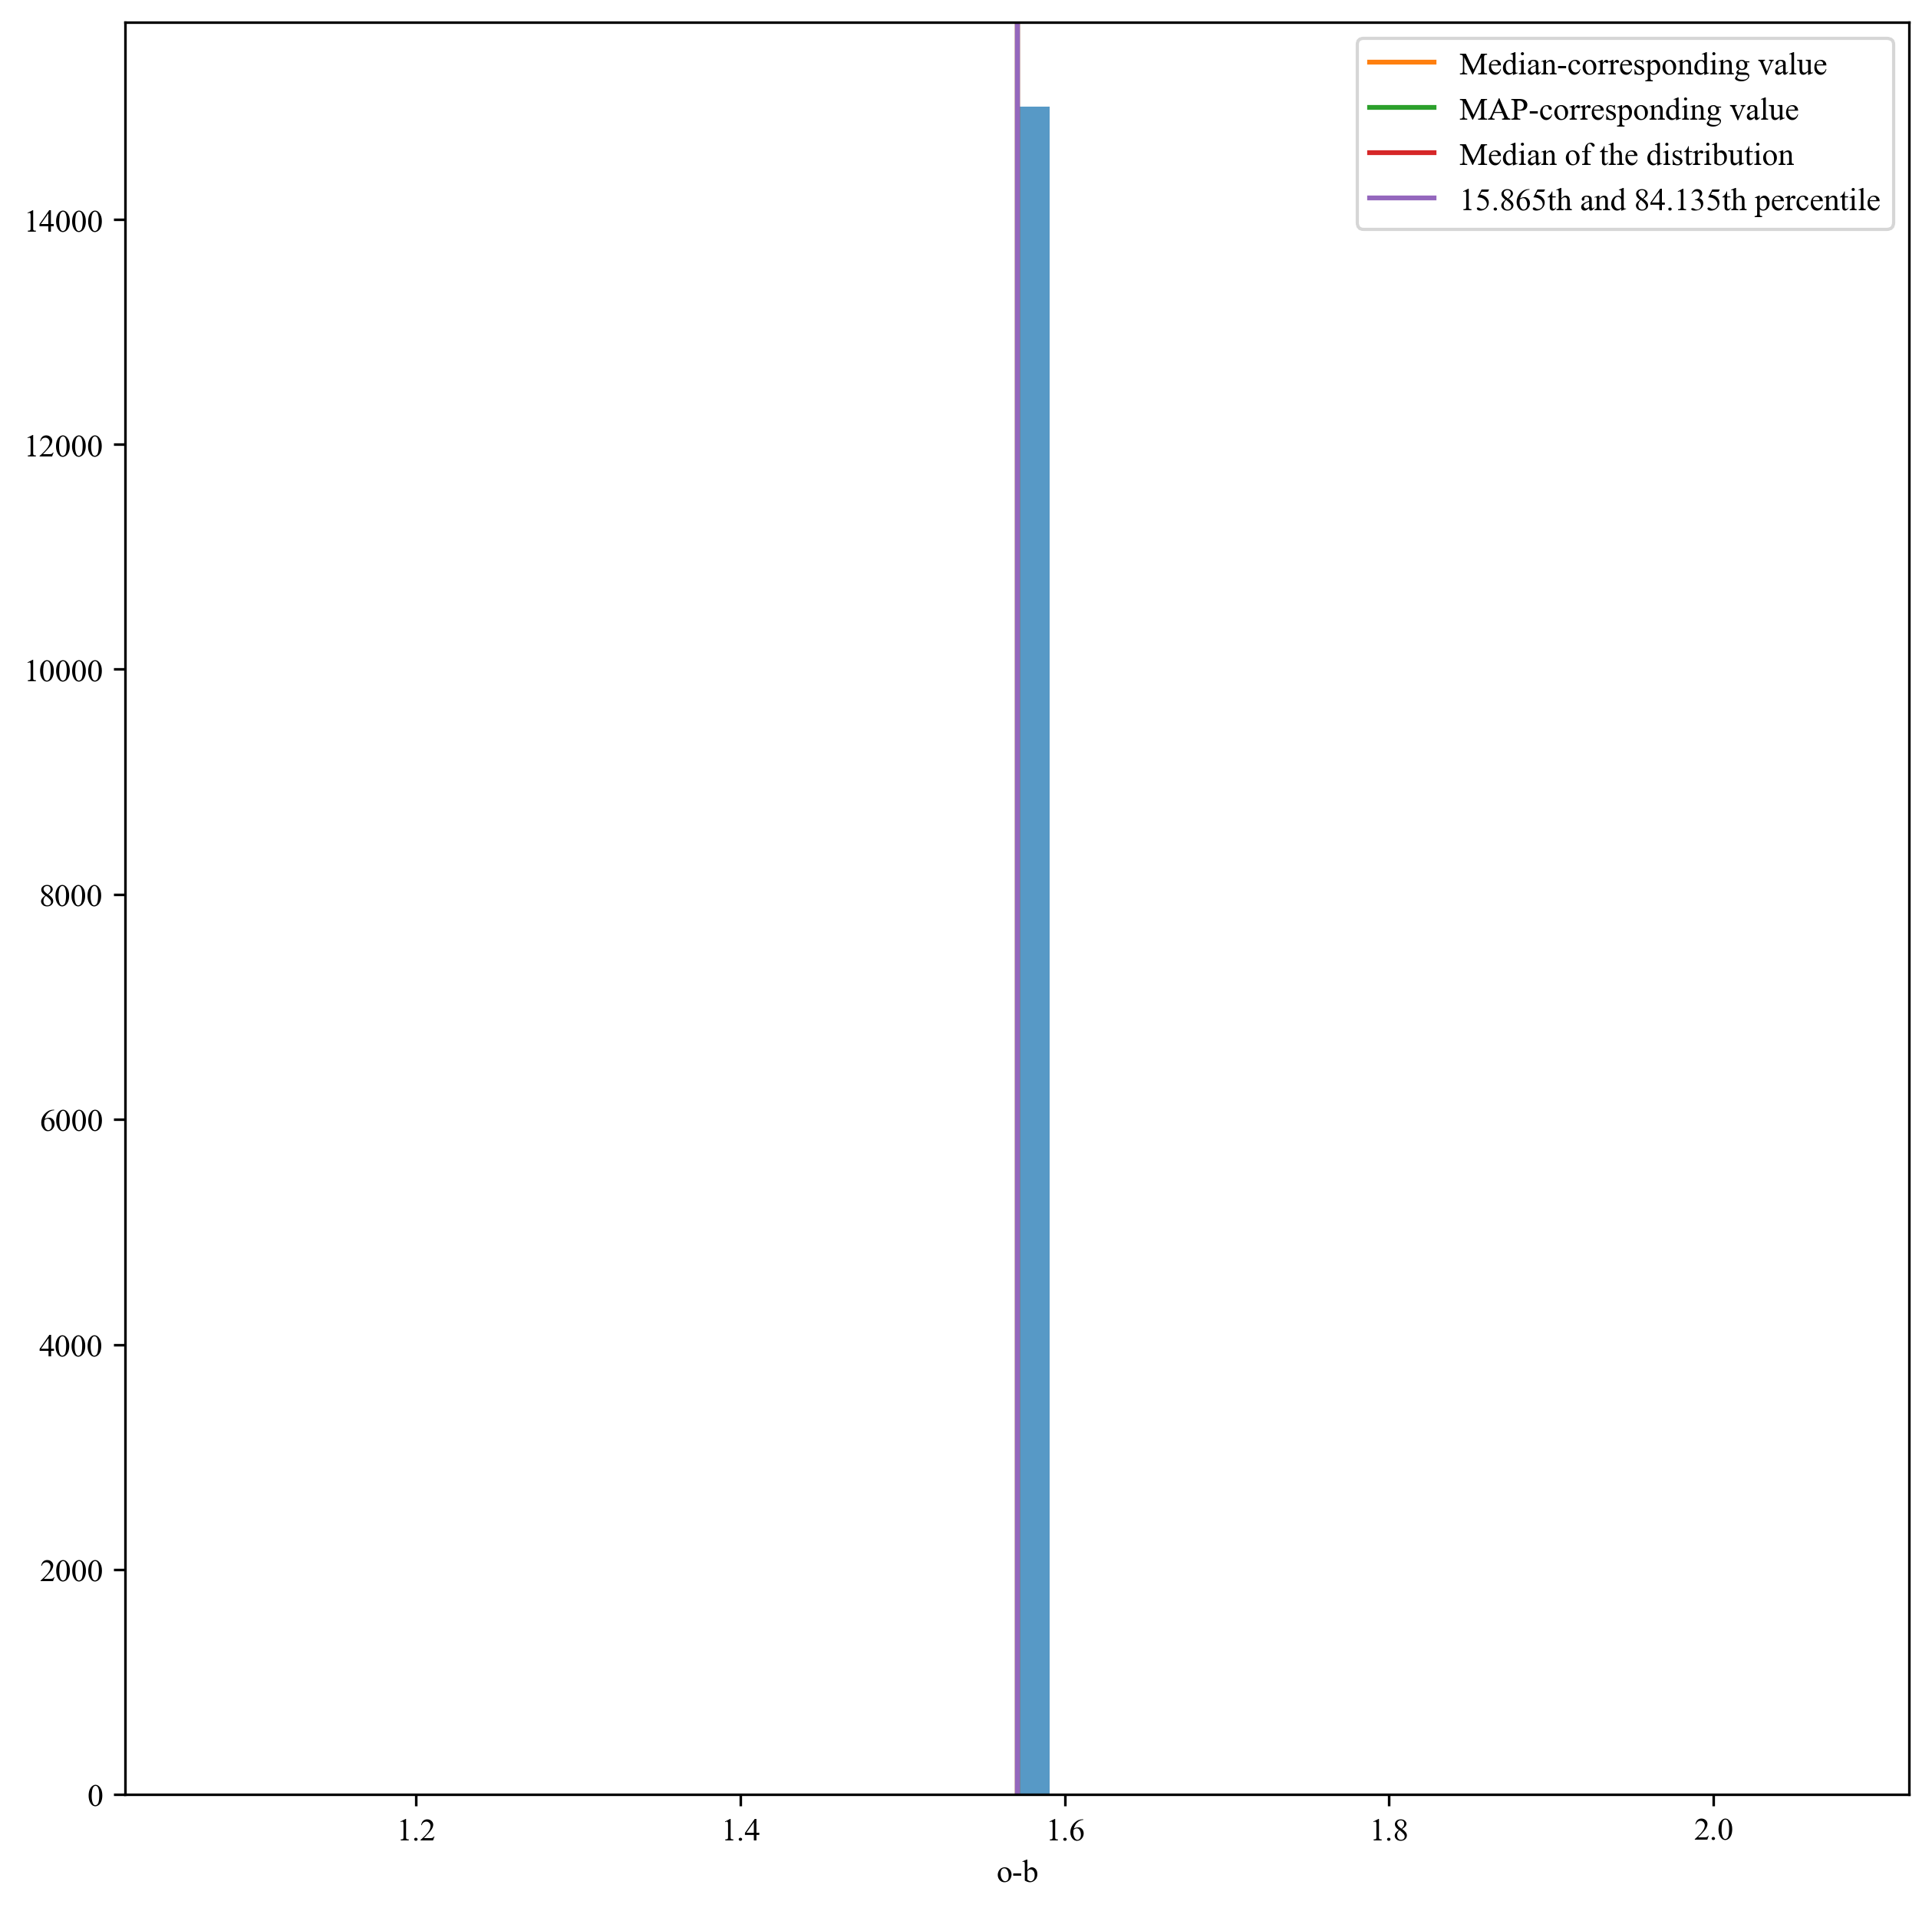 Median-corresponding value
MAP-corresponding value
Median of the distribution
15.865th and 84.135th percentile
14000
12000
10000
8000
6000
4000
2000
0
1.2 1.4 1.6 1.8 2.0
o-b